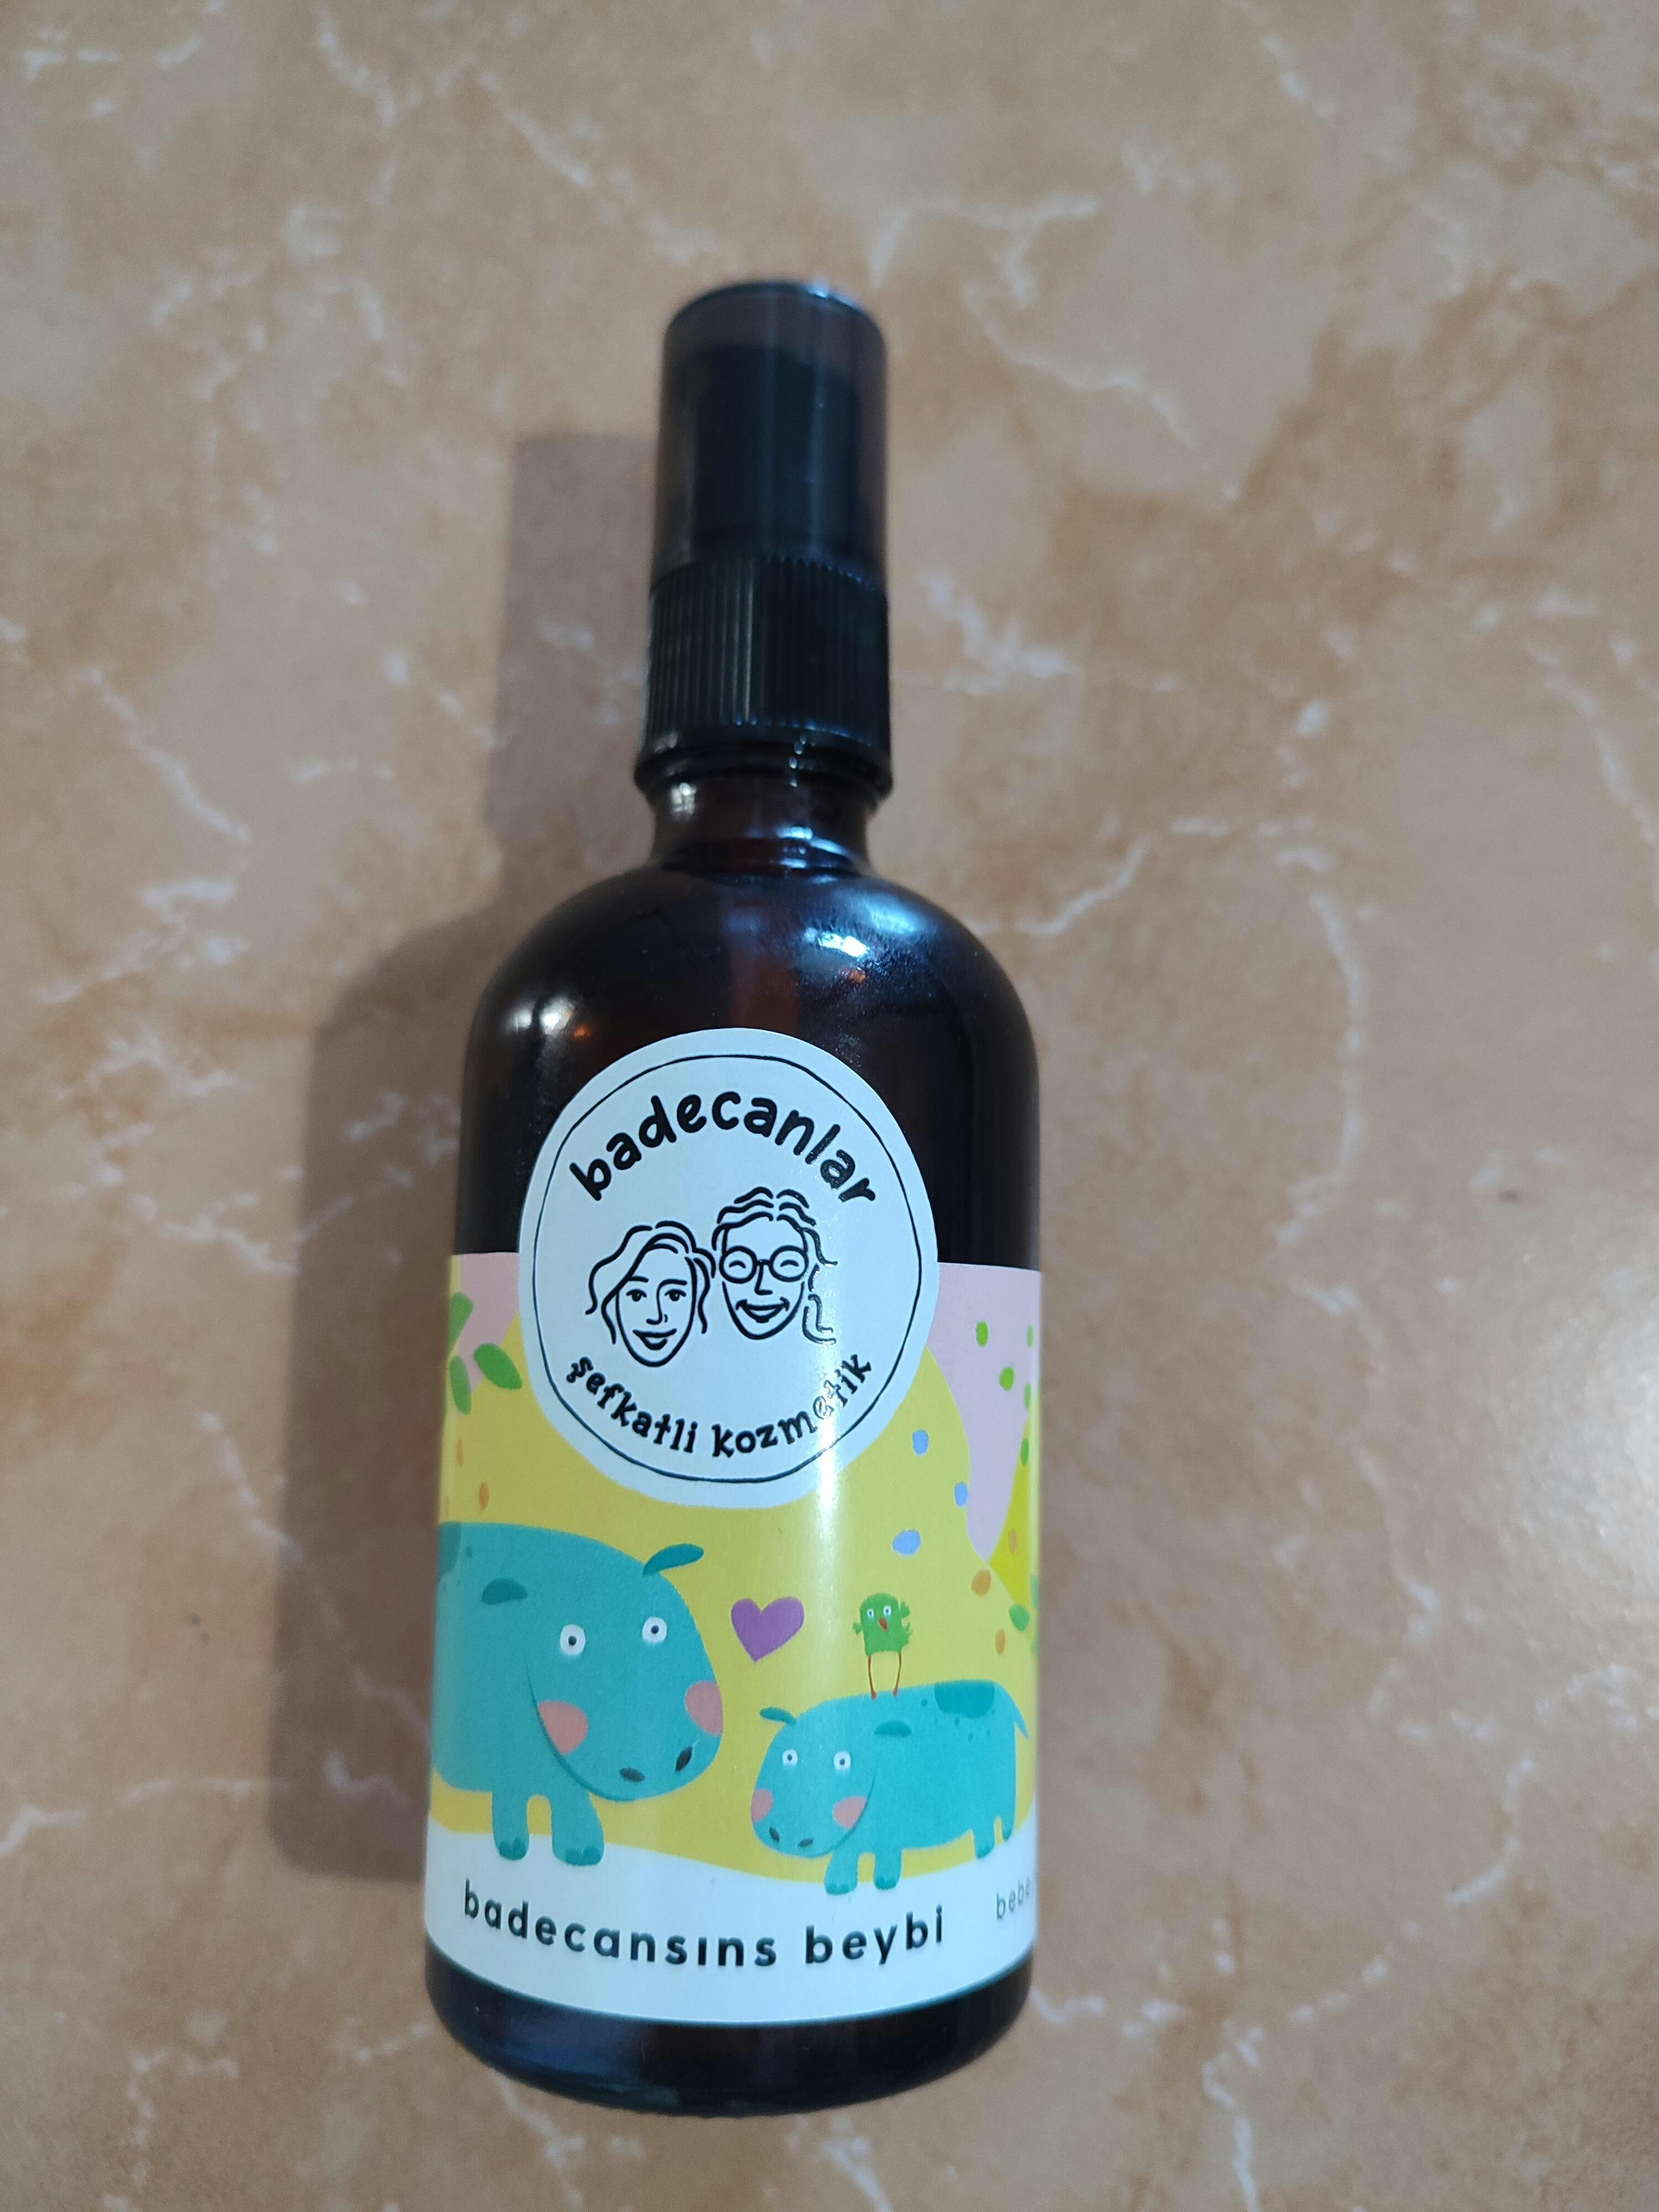 badecanlar
şefkatli kozmetik
badecansıns beybi